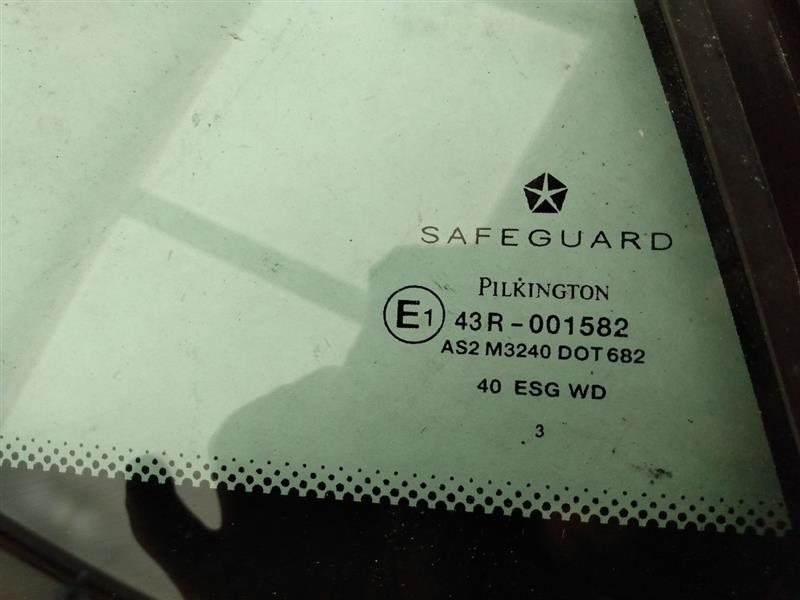 SAFEGUARD
PILKINGTON
E1 43R-001582
AS2 M3240 DOT 682
40 ESG WD
3